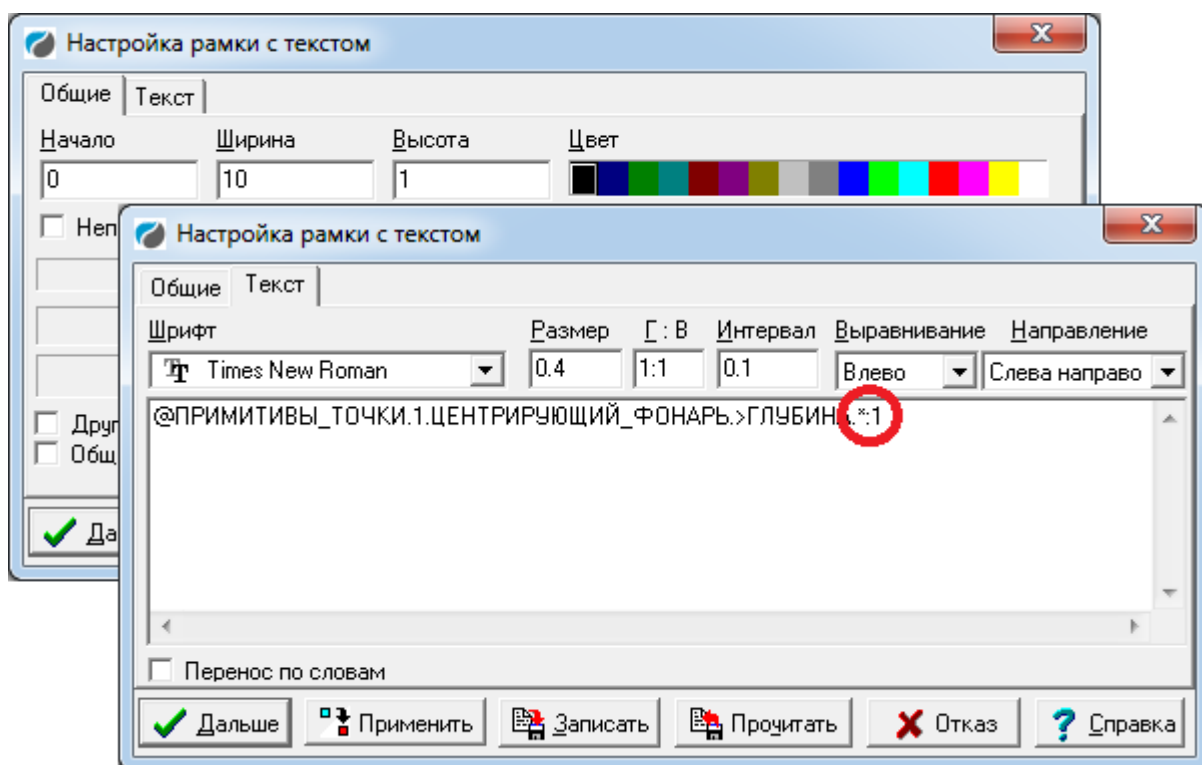 Настройка рамки с текстом
Общие Текст
Начало Ширина Высота Цвет
0 10 1
Настройка рамки с текстом
Общие Текст
Шрифт Размер Г : В Интервал Выравнивание Направление
Times New Roman 0.4 1:1 0.1 Влево Слева направо
@ПРИМИТИВЫ_ТОЧКИ.1.ЦЕНТРИРУЮЩИЙ_ФОНАРЬ.>ГЛУБИНА.*:1
Перенос по словам
Дальше Применить Записать Прочитать Отказ Справка